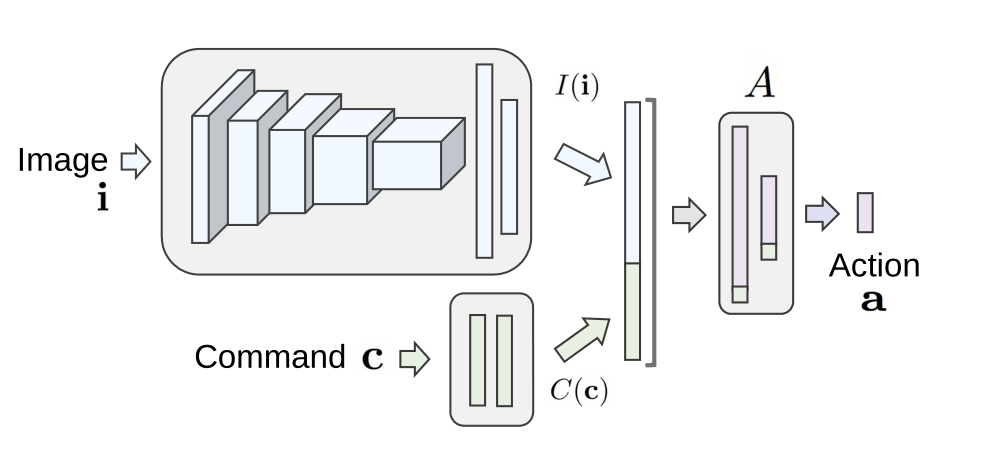 Image
i
I(i)
A
Action
a
Command c
C(c)